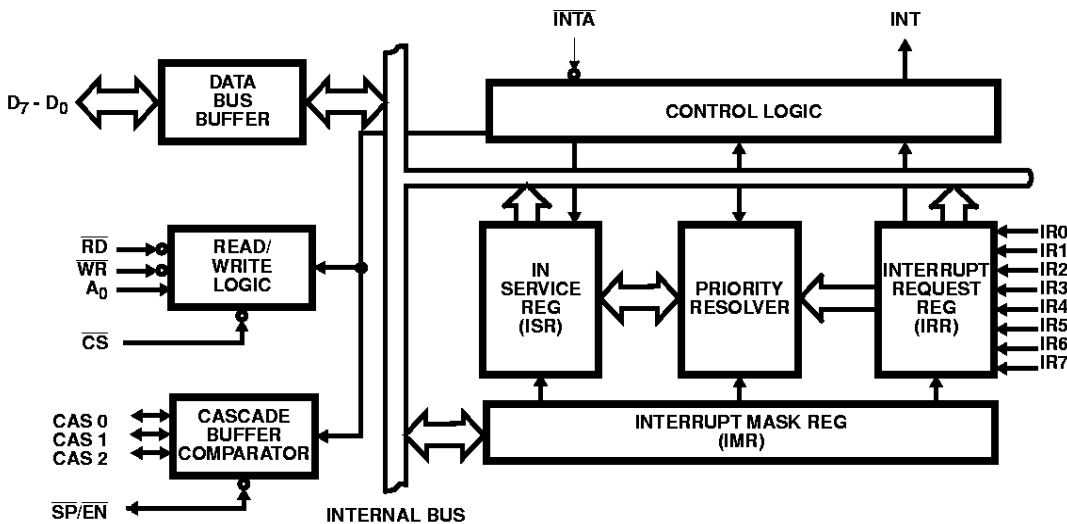 INTA
INT
D7 - D0
DATA
BUS
BUFFER
CONTROL LOGIC
RD
WR
A0
READ/
WRITE
LOGIC
CS
IN
SERVICE
REG
(ISR)
PRIORITY
RESOLVER
INTERRUPT
REQUEST
REG
(IRR)
IR0
IR1
IR2
IR3
IR4
IR5
IR6
IR7
CAS 0
CAS 1
CAS 2
CASCADE
BUFFER
COMPARATOR
INTERRUPT MASK REG
(IMR)
SP/EN
INTERNAL BUS